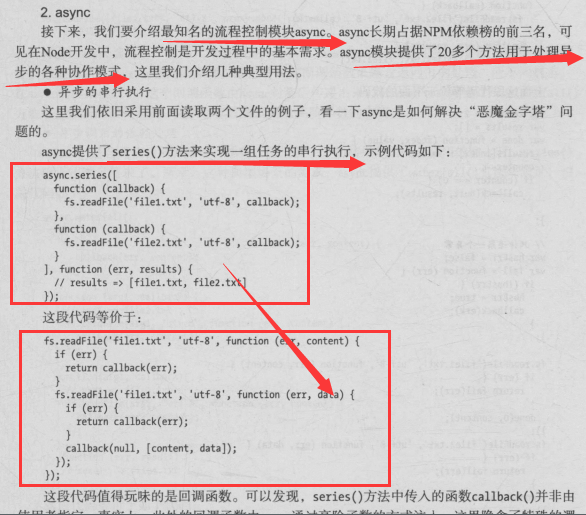 2. async
接下来，我们要介绍最知名的流程控制模块async。async长期占据NPM依赖榜的前三名，可
见在Node开发中，流程控制是开发过程中的基本需求。async模块提供了20多个方法用于处理异
步的各种协作模式，这里我们介绍几种典型用法。
● 异步的串行执行
这里我们依旧采用前面读取两个文件的例子，看一下async是如何解决“恶魔金字塔”问
题的。
async提供了series()方法来实现一组任务的串行执行，示例代码如下：
async.series([
function (callback) {
fs.readFile('file1.txt', 'utf-8', callback);
},
function (callback) {
fs.readFile('file2.txt', 'utf-8', callback);
}
], function (err, results) {
// results => [file1.txt, file2.txt]
});
这段代码等价于：
fs.readFile('file1.txt', 'utf-8', function (err, content) {
if (err) {
return callback(err);
}
fs.readFile('file1.txt', 'utf-8', function (err, data) {
if (err) {
return callback(err);
}
callback(null, [content, data]);
});
});
这段代码值得玩味的是回调函数。可以发现，series()方法中传入的函数callback()并非由